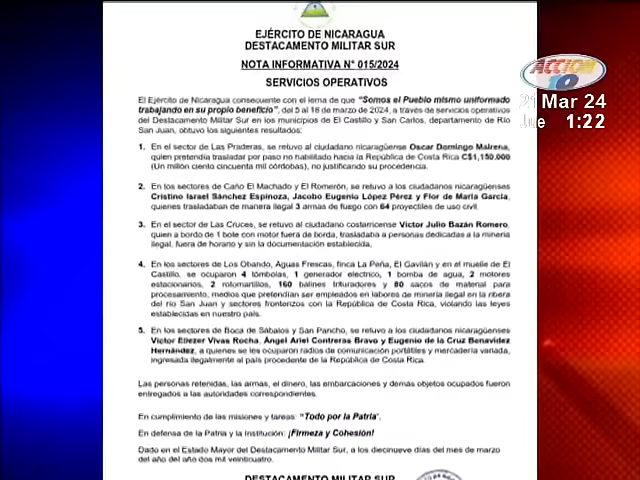 EJÉRCITO DE NICARAGUA
DESTACAMENTO MILITAR SUR
NOTA INFORMATIVA N° 015/2024
SERVICIOS OPERATIVOS
ACCION
10
21 Mar 24
Jue 1:22
El Ejército de Nicaragua consecuente con el lema de que "Somos el Pueblo mismo uniformado
trabajando en su propio beneficio", del 5 al 18 de marzo de 2024, a través de servicios operativos
del Destacamento Militar Sur en los municipios de El Castillo y San Carlos, departamento de Río
San Juan, obtuvo los siguientes resultados:
1. En el sector de Las Praderas, se retuvo al ciudadano nicaragüense Oscar Domingo Mairena,
quien pretendía trasladar por paso no habilitado hacia la República de Costa Rica C$1,150.000
(Un millón ciento cincuenta mil córdobas), no justificando su procedencia.
2. En los sectores de Caño El Machado y El Romerón, se retuvo a los ciudadanos nicaragüenses
Cristino Israel Sánchez Espinoza, Jacobo Eugenio López Pérez y Flor de María García,
quienes trasladaban de manera ilegal 3 armas de fuego con 64 proyectiles de uso civil.
3. En el sector de Las Cruces, se retuvo al ciudadano costarricense Víctor Julio Bazán Romero,
quien a bordo de 1 bote con motor fuera de borda, trasladaba a personas dedicadas a la minería
ilegal, fuera de horario y sin la documentación establecida.
4. En los sectores de Los Obando, Aguas Frescas, finca La Peña, El Gavilán y en el muelle de El
Castillo, se ocuparon 4 tómbolas, 1 generador eléctrico, 1 bomba de agua, 2 motores
estacionarios, 2 rotomartillos, 160 balines trituradores y 80 sacos de material para
procesamiento, medios que pretendían ser empleados en labores de minería ilegal en la ribera
del río San Juan y sectores fronterizos con la República de Costa Rica, violando las leyes
establecidas en nuestro país.
5. En los sectores de Boca de Sábalos y San Pancho, se retuvo a los ciudadanos nicaragüenses
Víctor Eliezer Vivas Rocha, Ángel Ariel Contreras Bravo y Eugenio de la Cruz Benavidez
Hernández, a quienes se les ocuparon radios de comunicación portátiles y mercadería variada,
ingresada ilegalmente al país procedente de la República de Costa Rica.
Las personas retenidas, las armas, el dinero, las embarcaciones y demás objetos ocupados fueron
entregados a las autoridades correspondientes.
En cumplimiento de las misiones y tareas: "Todo por la Patria".
En defensa de la Patria y la Institución: ¡Firmeza y Cohesión!
Dado en el Estado Mayor del Destacamento Militar Sur, a los diecinueve días del mes de marzo
del año del año dos mil veinticuatro.
DESTACAMENTO MILITAR SUR